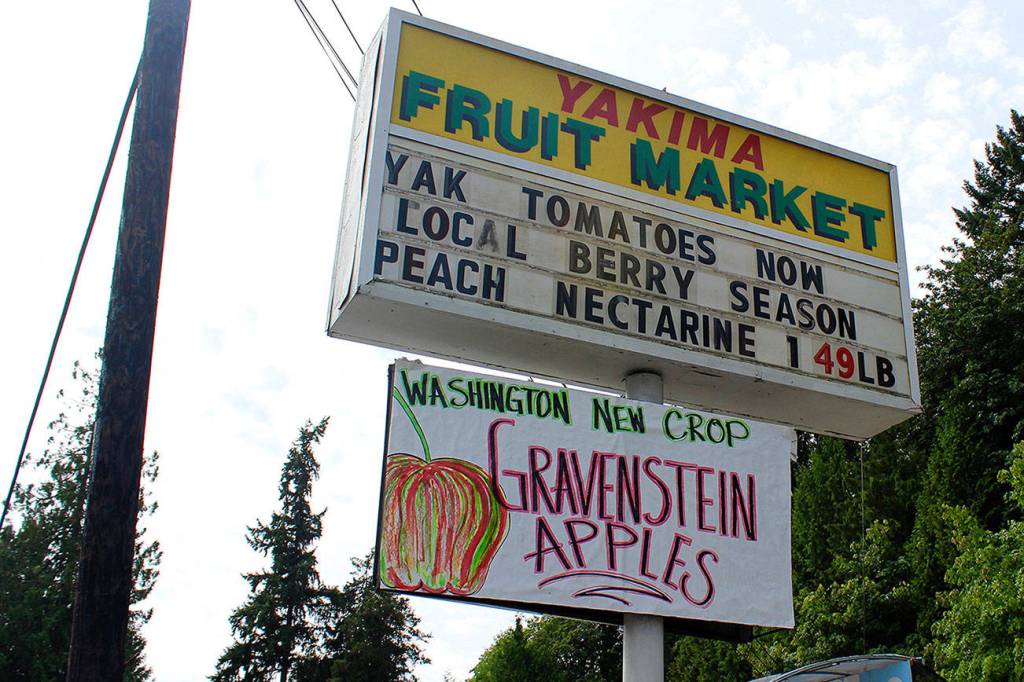 YAKIMA
FRUIT MARKET
YAK TOMATOES NOW
LOCAL BERRY SEASON
PEACH NECTARINE 1 49LB
WASHINGTON NEW CROP
GRAVENSTEIN
APPLES